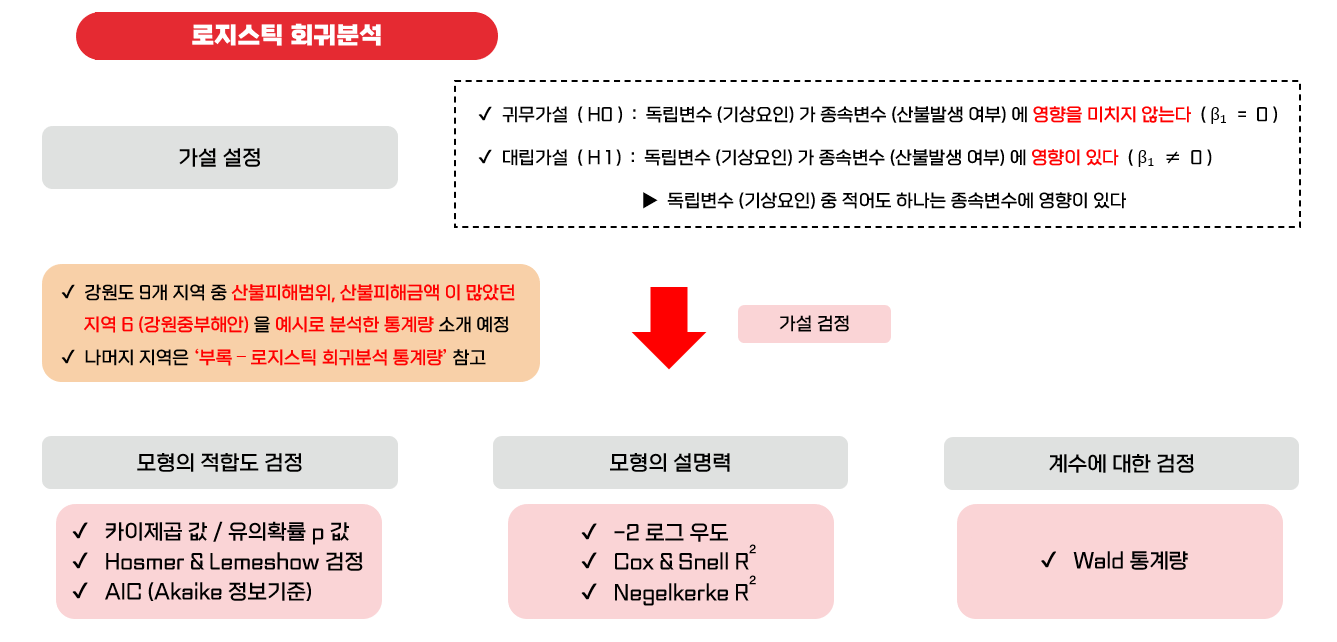 로지스틱 회귀분석
가설 설정
✓ 귀무가설 (H0) : 독립변수 (기상요인) 가 종속변수 (산불발생 여부) 에 영향을 미치지 않는다 (β₁ = 0)
✓ 대립가설 (H1) : 독립변수 (기상요인) 가 종속변수 (산불발생 여부) 에 영향이 있다 (β₁ ≠ 0)
▶ 독립변수 (기상요인) 중 적어도 하나는 종속변수에 영향이 있다
✓ 강원도 9개 지역 중 산불피해범위, 산불피해금액 이 많았던
지역 6 (강원중부해안) 을 예시로 분석한 통계량 소개 예정
✓ 나머지 지역은 ‘부록 – 로지스틱 회귀분석 통계량’ 참고
가설 검정
모형의 적합도 검정
✓ 카이제곱 값 / 유의확률 p 값
✓ Hosmer & Lemeshow 검정
✓ AIC (Akaike 정보기준)
모형의 설명력
✓ -2 로그 우도
✓ Cox & Snell R²
✓ Negelkerke R²
계수에 대한 검정
✓ Wald 통계량